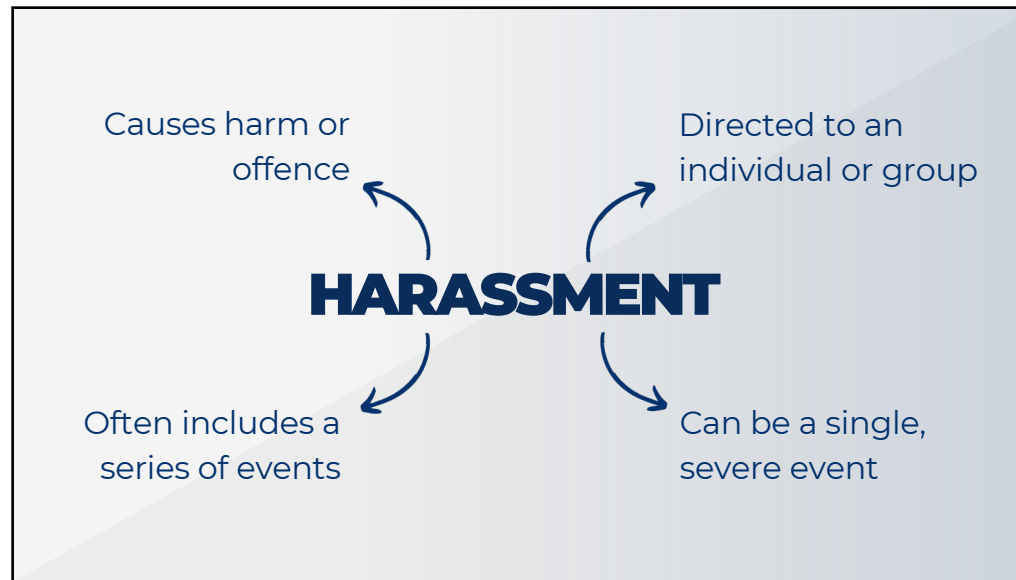 Causes harm or
offence
Directed to an
individual or group
HARASSMENT
Often includes a
series of events
Can be a single,
severe event